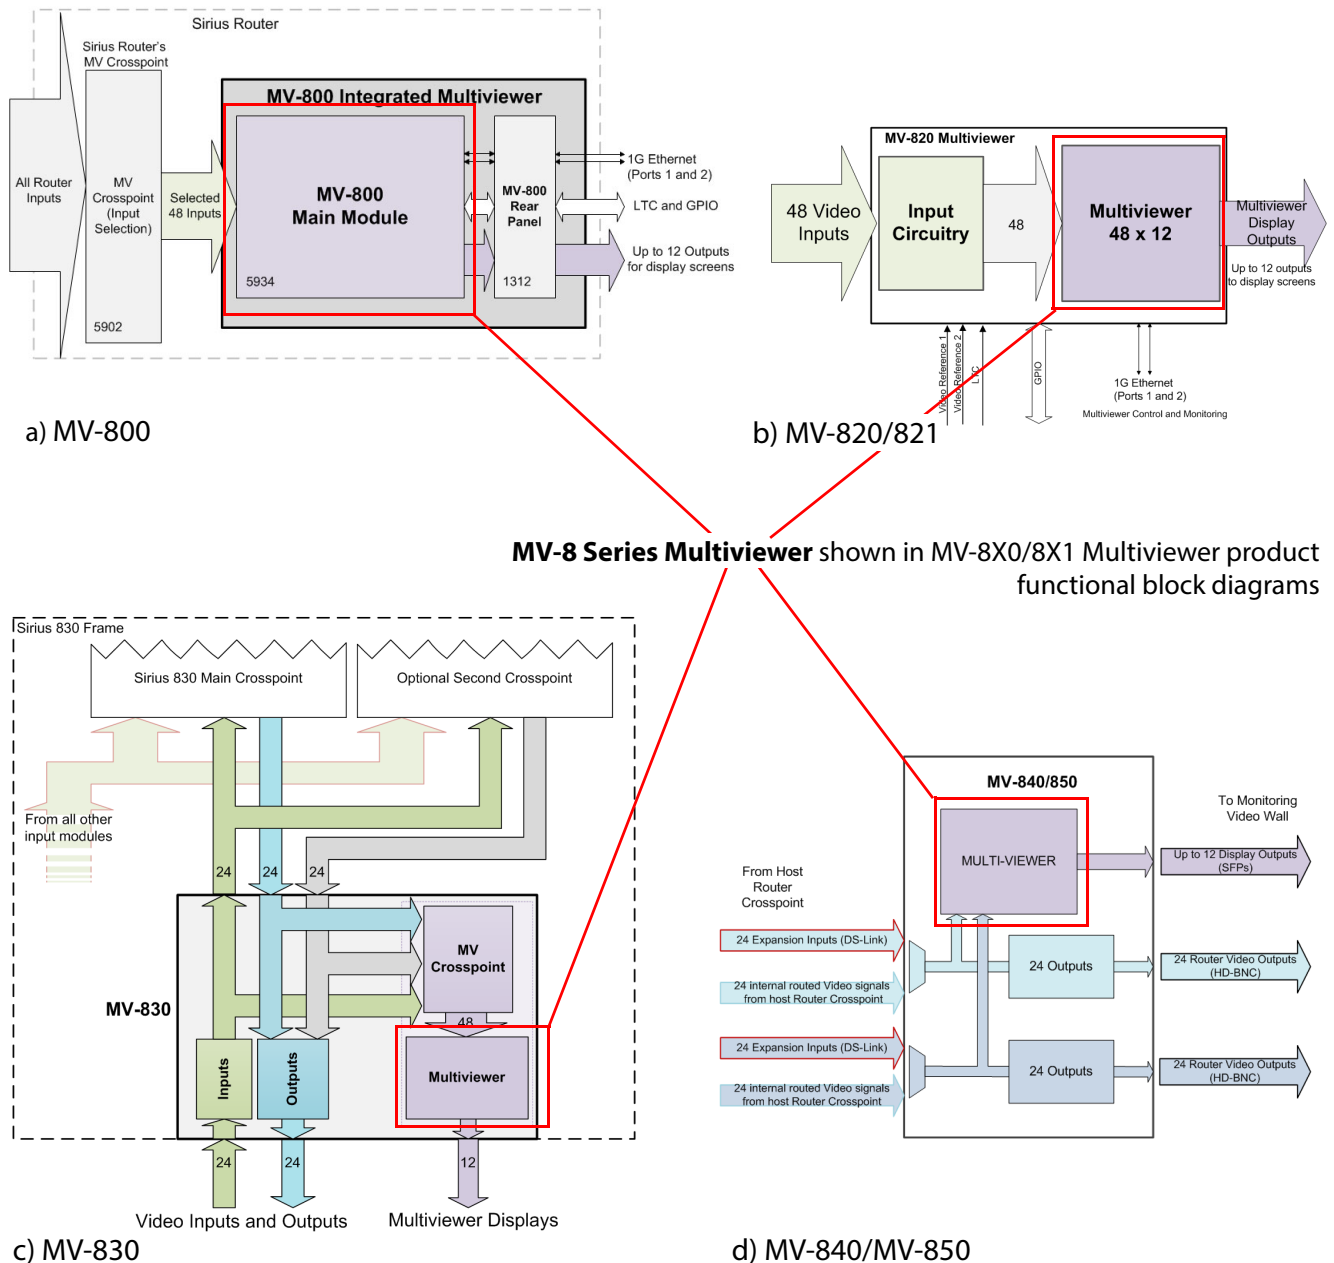 Sirius Router
Sirius Router's
MV Crosspoint
MV-800 Integrated Multiviewer
All Router
Inputs
MV
Crosspoint
(Input
Selection)
5902
Selected
48 Inputs
MV-800
Main Module
5934
MV-800
Rear
Panel
1312
1G Ethernet
(Ports 1 and 2)
LTC and GPIO
Up to 12 Outputs
for display screens
a) MV-800
MV-820 Multiviewer
48 Video
Inputs
Input
Circuitry
48
Multiviewer
48 x 12
Multiviewer
Display
Outputs
Up to 12 outputs
to display screens
Video Reference 1
Video Reference 2
LTC
GPIO
1G Ethernet
(Ports 1 and 2)
Multiviewer Control and Monitoring
b) MV-820/821
MV-8 Series Multiviewer shown in MV-8X0/8X1 Multiviewer product
functional block diagrams
Sirius 830 Frame
Sirius 830 Main Crosspoint
Optional Second Crosspoint
From all other
input modules
24
24
24
MV
Crosspoint
MV-830
48
Inputs
Outputs
Multiviewer
24
24
12
Video Inputs and Outputs
Multiviewer Displays
c) MV-830
MV-840/850
To Monitoring
Video Wall
MULTI-VIEWER
Up to 12 Display Outputs
(SFPs)
From Host
Router
Crosspoint
24 Expansion Inputs (DS-Link)
24 internal routed Video signals
from host Router Crosspoint
24 Outputs
24 Router Video Outputs
(HD-BNC)
24 Expansion Inputs (DS-Link)
24 internal routed Video signals
from host Router Crosspoint
24 Outputs
24 Router Video Outputs
(HD-BNC)
d) MV-840/MV-850